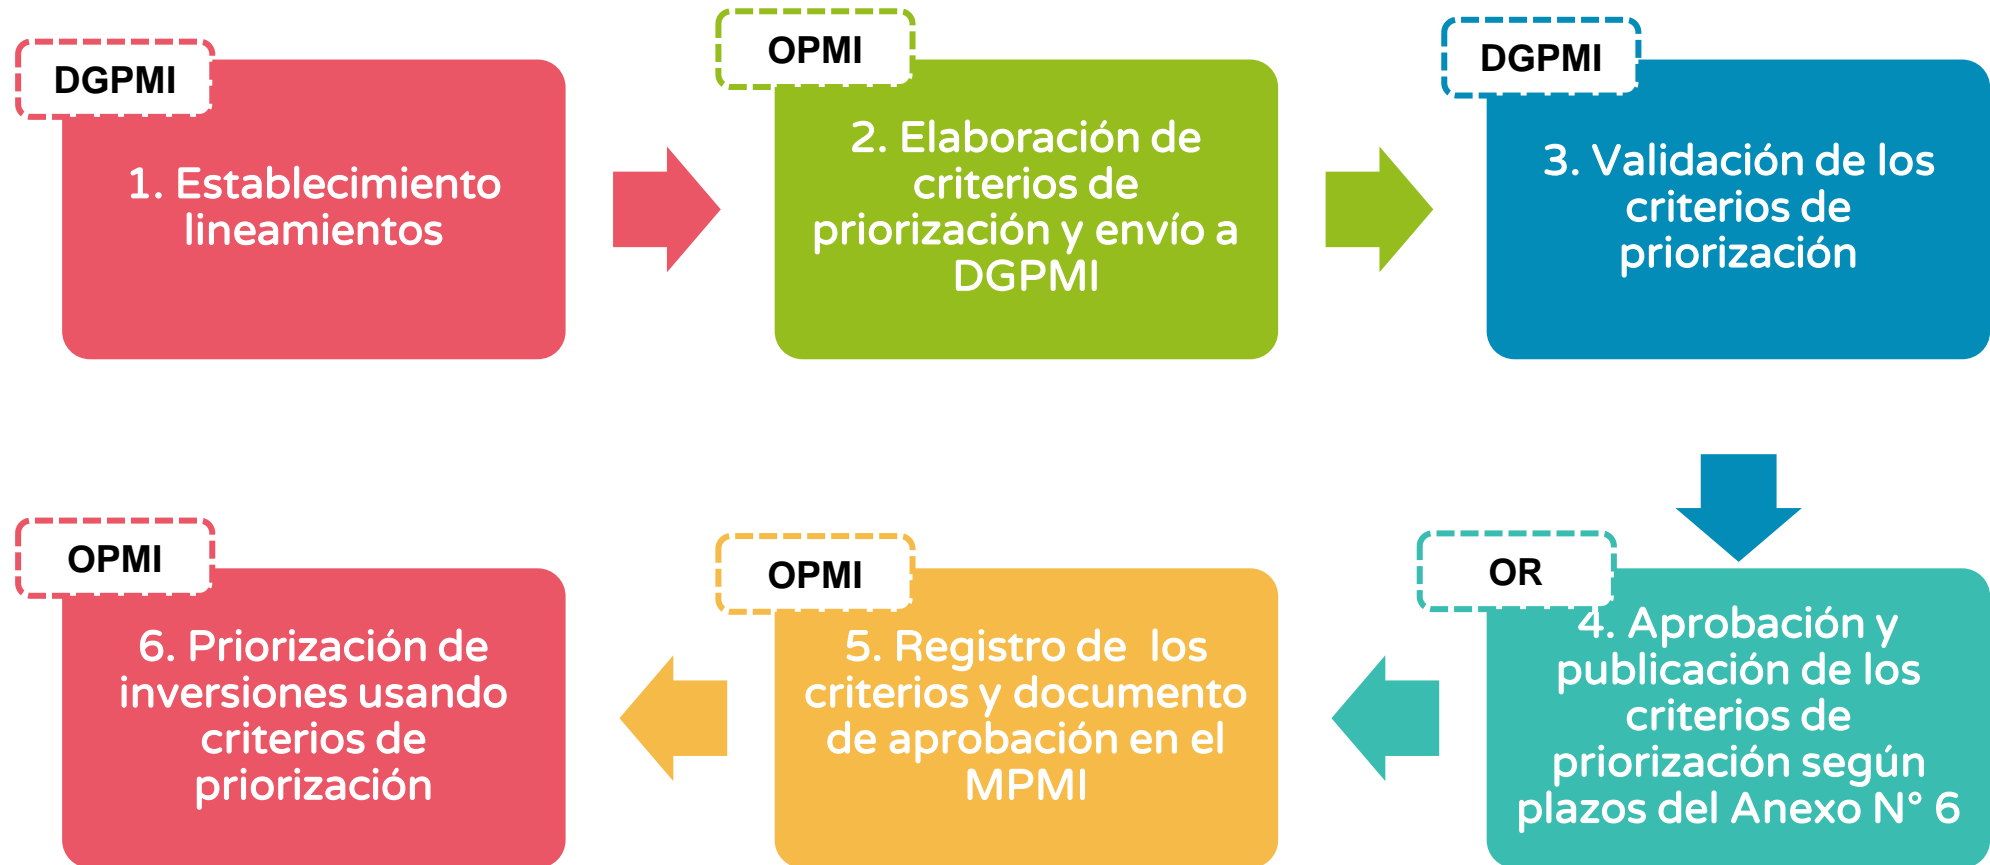 DGPMI
1. Establecimiento
lineamientos
OPMI
2. Elaboración de
criterios de
priorización y envío a
DGPMI
DGPMI
3. Validación de los
criterios de
priorización
OR
4. Aprobación y
publicación de los
criterios de
priorización según
plazos del Anexo N° 6
OPMI
5. Registro de los
criterios y documento
de aprobación en el
MPMI
OPMI
6. Priorización de
inversiones usando
criterios de
priorización